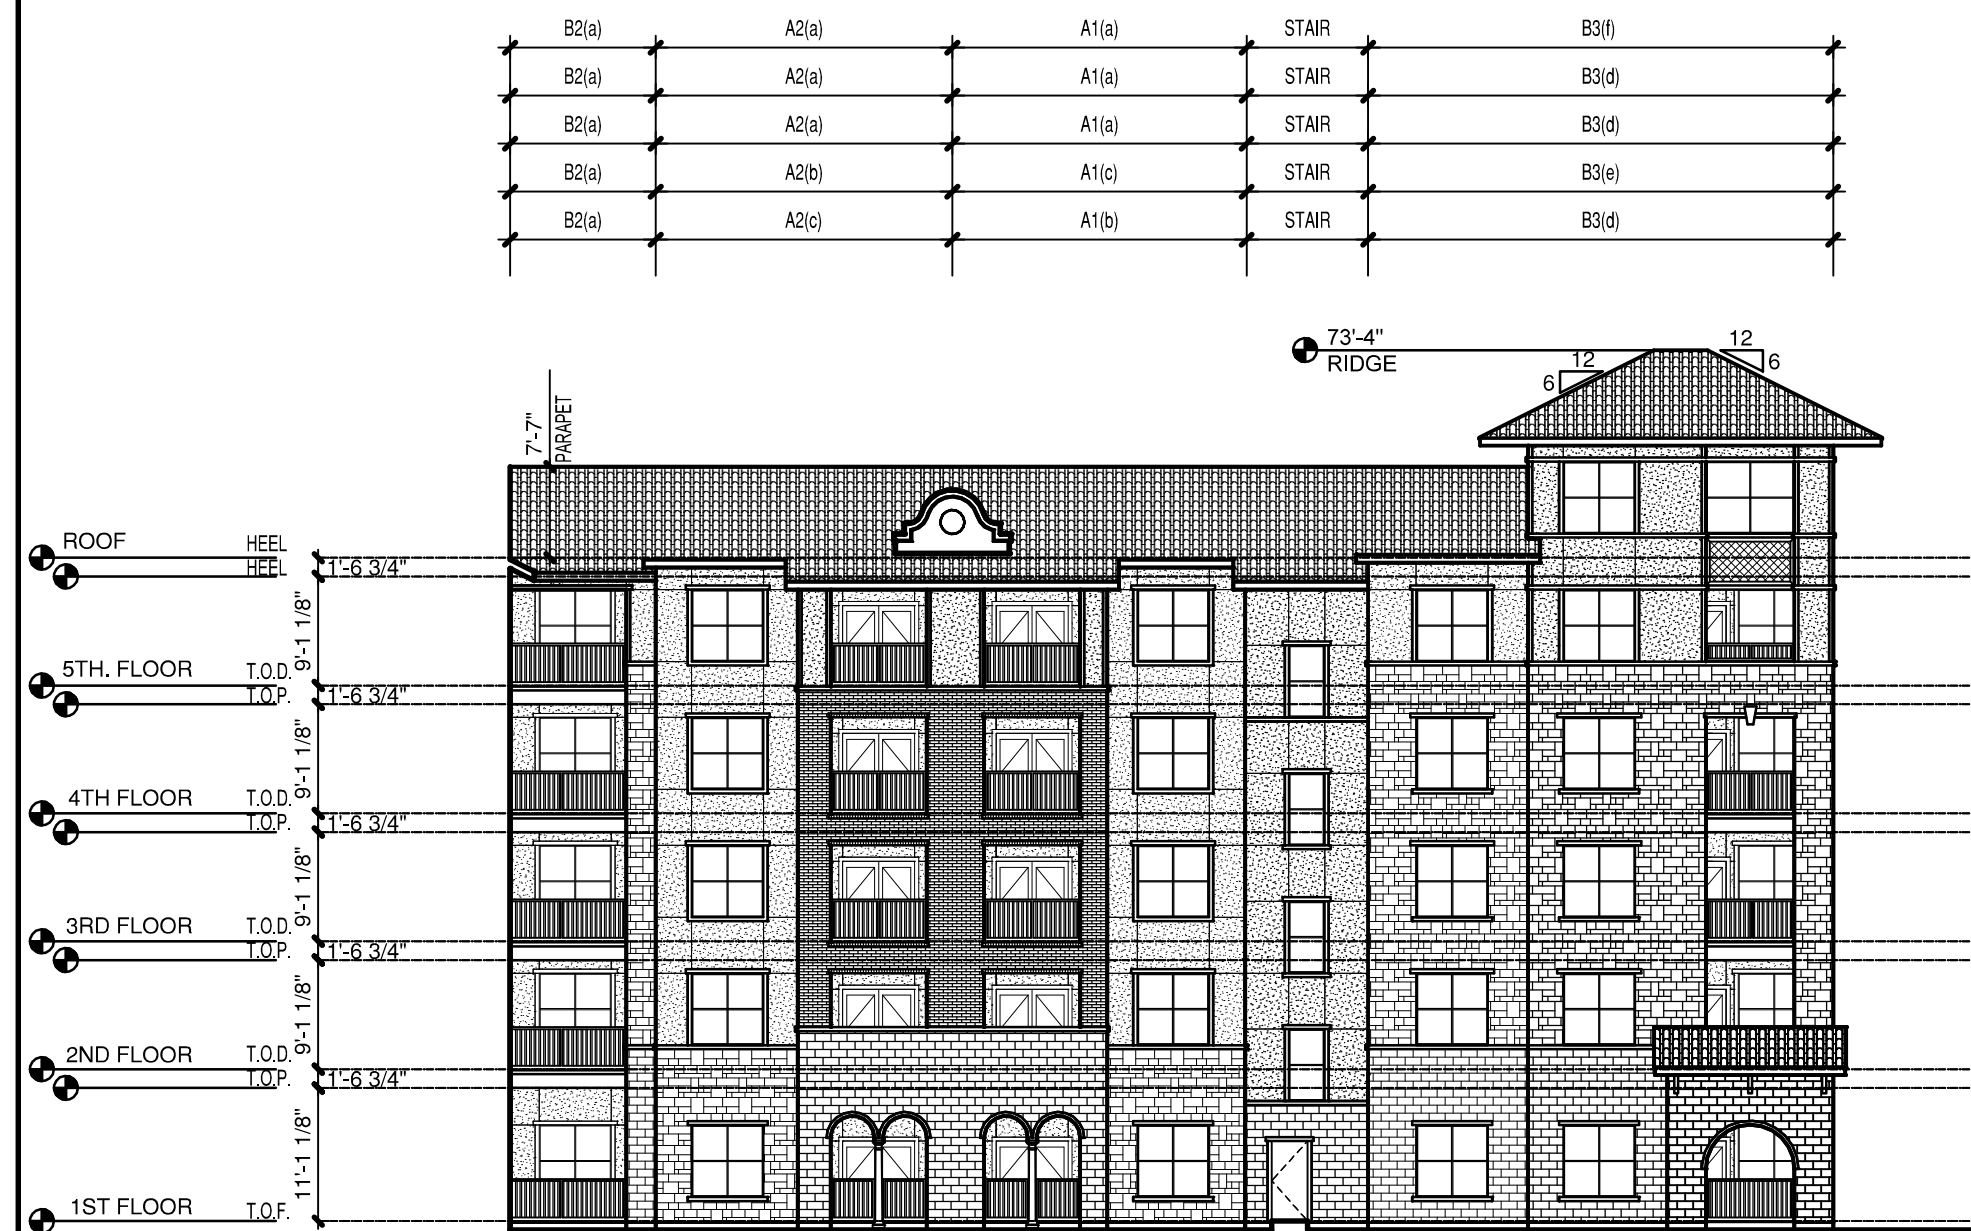 B2(a) A2(a) A1(a) STAIR B3(f)
B2(a) A2(a) A1(a) STAIR B3(d)
B2(a) A2(a) A1(a) STAIR B3(d)
B2(a) A2(b) A1(c) STAIR B3(e)
B2(a) A2(c) A1(b) STAIR B3(d)
73'-4"
RIDGE
12
6
12
6
7'-7"
PARAPET
ROOF HEEL
HEEL 1'-6 3/4"
9'-1 1/8"
5TH. FLOOR T.O.D.
T.O.P. 1'-6 3/4"
9'-1 1/8"
4TH FLOOR T.O.D.
T.O.P. 1'-6 3/4"
9'-1 1/8"
3RD FLOOR T.O.D.
T.O.P. 1'-6 3/4"
9'-1 1/8"
2ND FLOOR T.O.D.
T.O.P. 1'-6 3/4"
11'-1 1/8"
1ST FLOOR T.O.F.